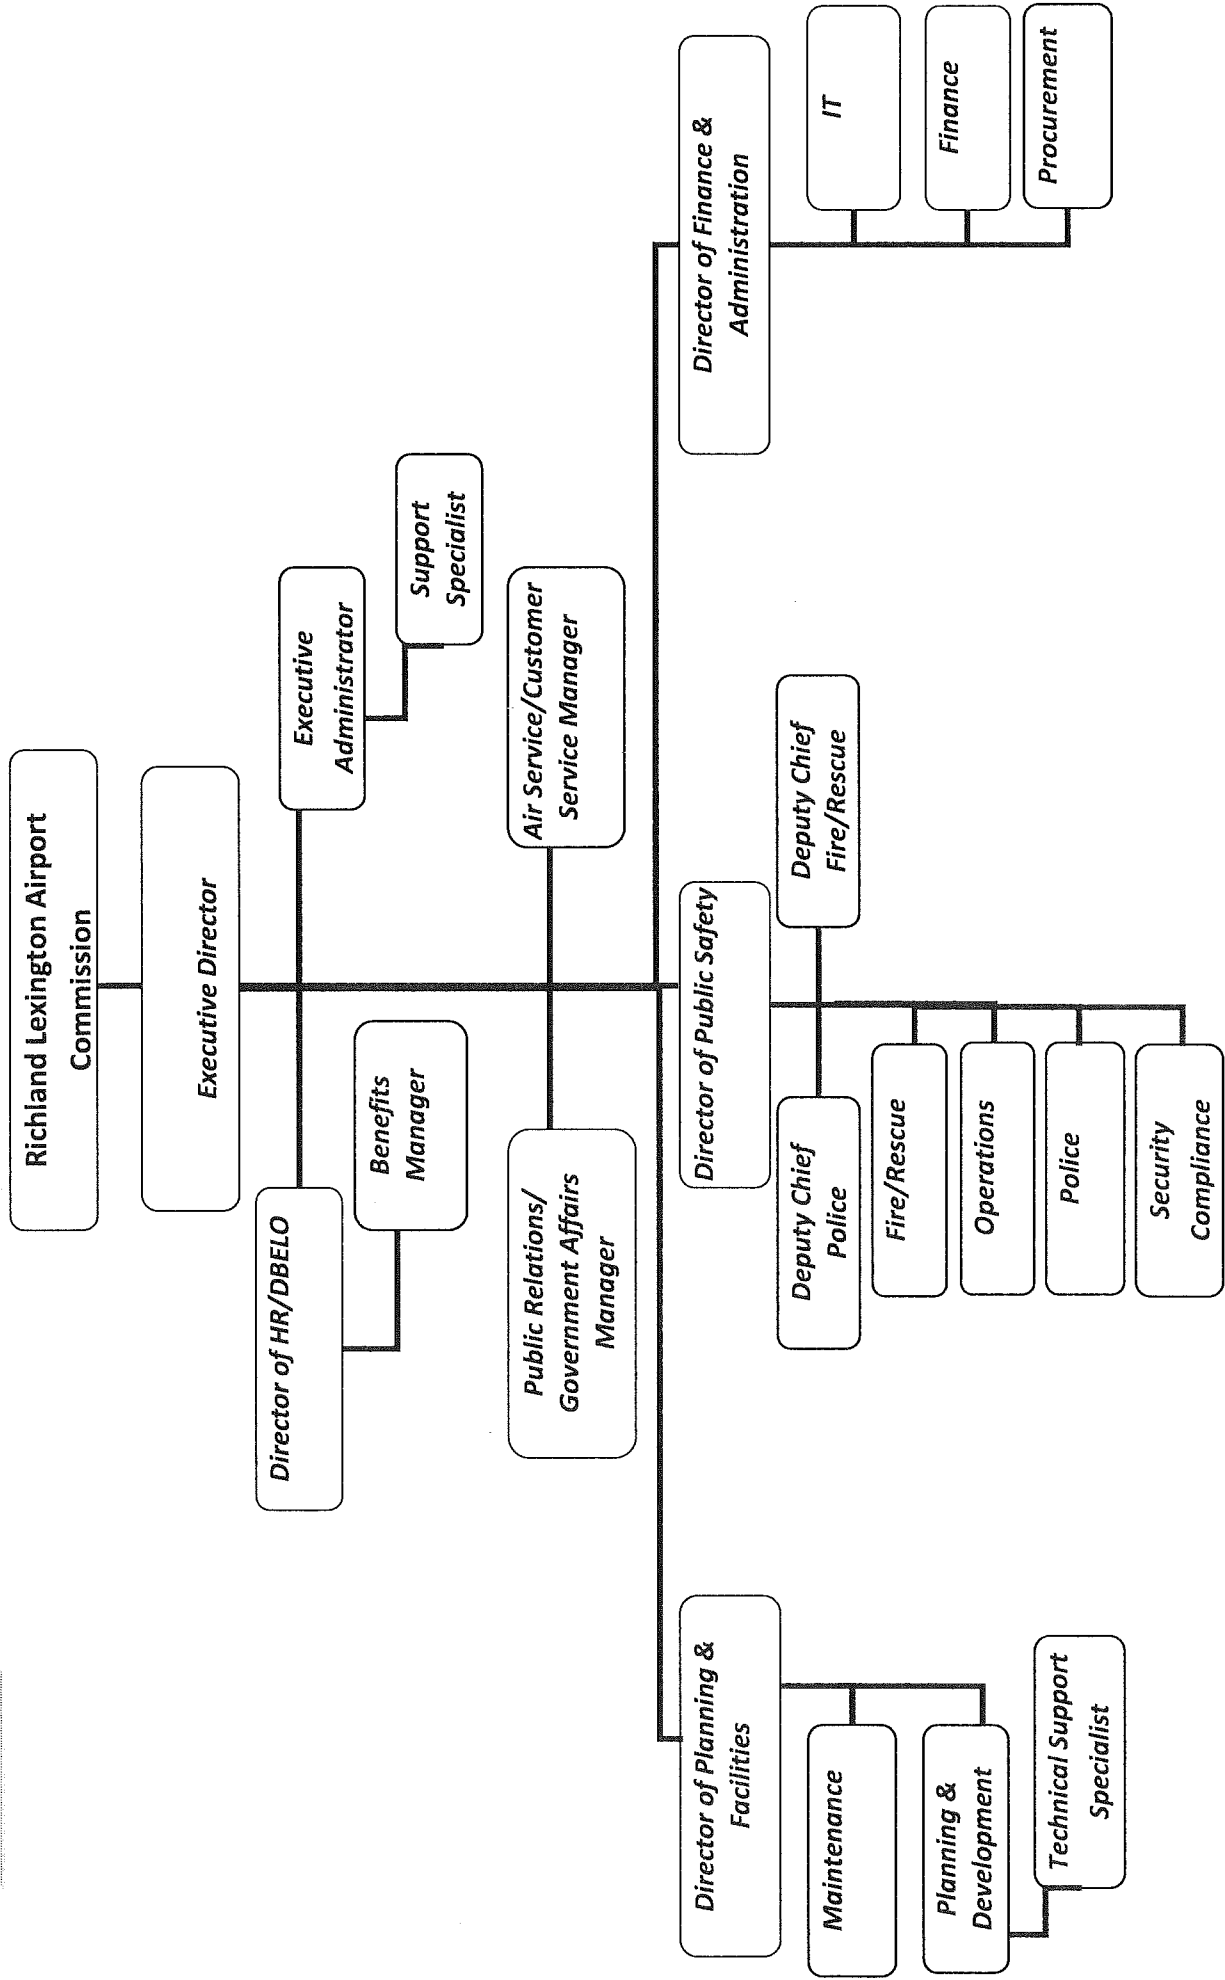 Richland Lexington Airport
Commission
Executive Director
Director of HR/DBELO
Executive
Administrator
Benefits
Manager
Support
Specialist
Public Relations/
Government Affairs
Manager
Air Service/Customer
Service Manager
Director of Planning &
Facilities
Director of Public Safety
Director of Finance &
Administration
Maintenance
Planning &
Development
Technical Support
Specialist
Deputy Chief
Police
Deputy Chief
Fire/Rescue
Fire/Rescue
Operations
Police
Security
Compliance
IT
Finance
Procurement